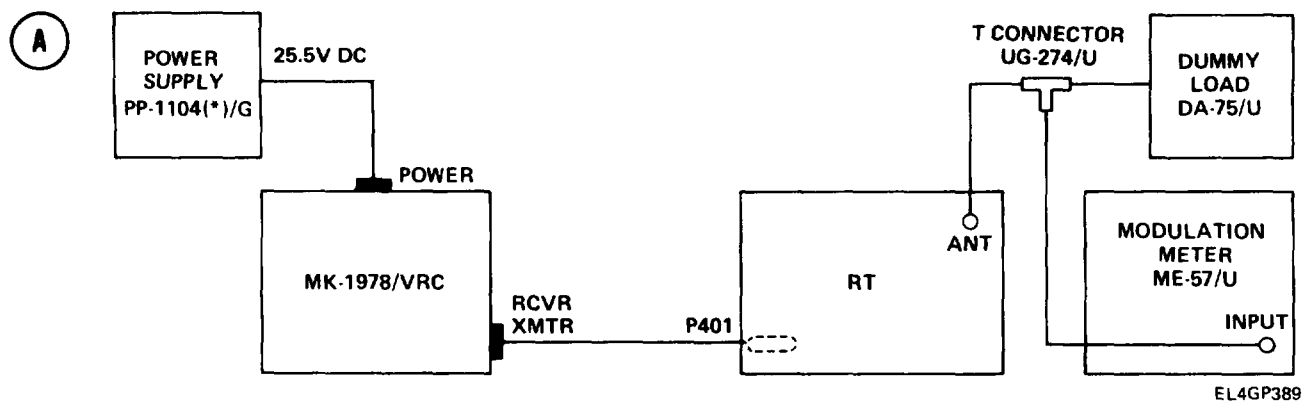 A
POWER
SUPPLY
PP-1104(*)/G
25.5V DC
POWER
MK-1978/VRC
RCVR
XMTR
P401
RT
ANT
T CONNECTOR
UG-274/U
DUMMY
LOAD
DA-75/U
MODULATION
METER
ME-57/U
INPUT
EL4GP389